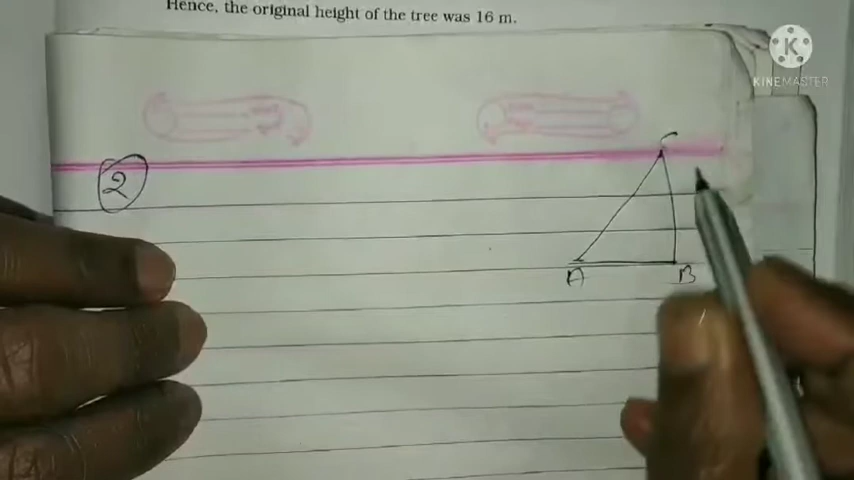 Hence, the original height of the tree was 16 m.
K
KINEMASTER
2
C
A
B